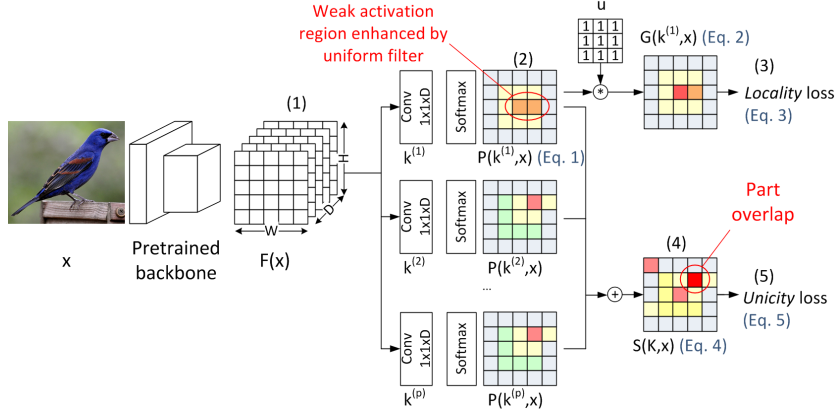 Weak activation
region enhanced by
uniform filter
u
1 1 1
1 1 1
1 1 1
(1)
(2)
G(k(1),x) (Eq. 2)
(3)
Locality loss
(Eq. 3)
*
Conv
1x1xD
Softmax
k(1)
P(k(1),x) (Eq. 1)
H
D
W
x
Pretrained
backbone
F(x)
Conv
1x1xD
Softmax
k(2)
P(k(2),x)
...
Part
overlap
(4)
(5)
Unicity loss
(Eq. 5)
+
S(K,x) (Eq. 4)
Conv
1x1xD
Softmax
k(p)
P(k(p),x)